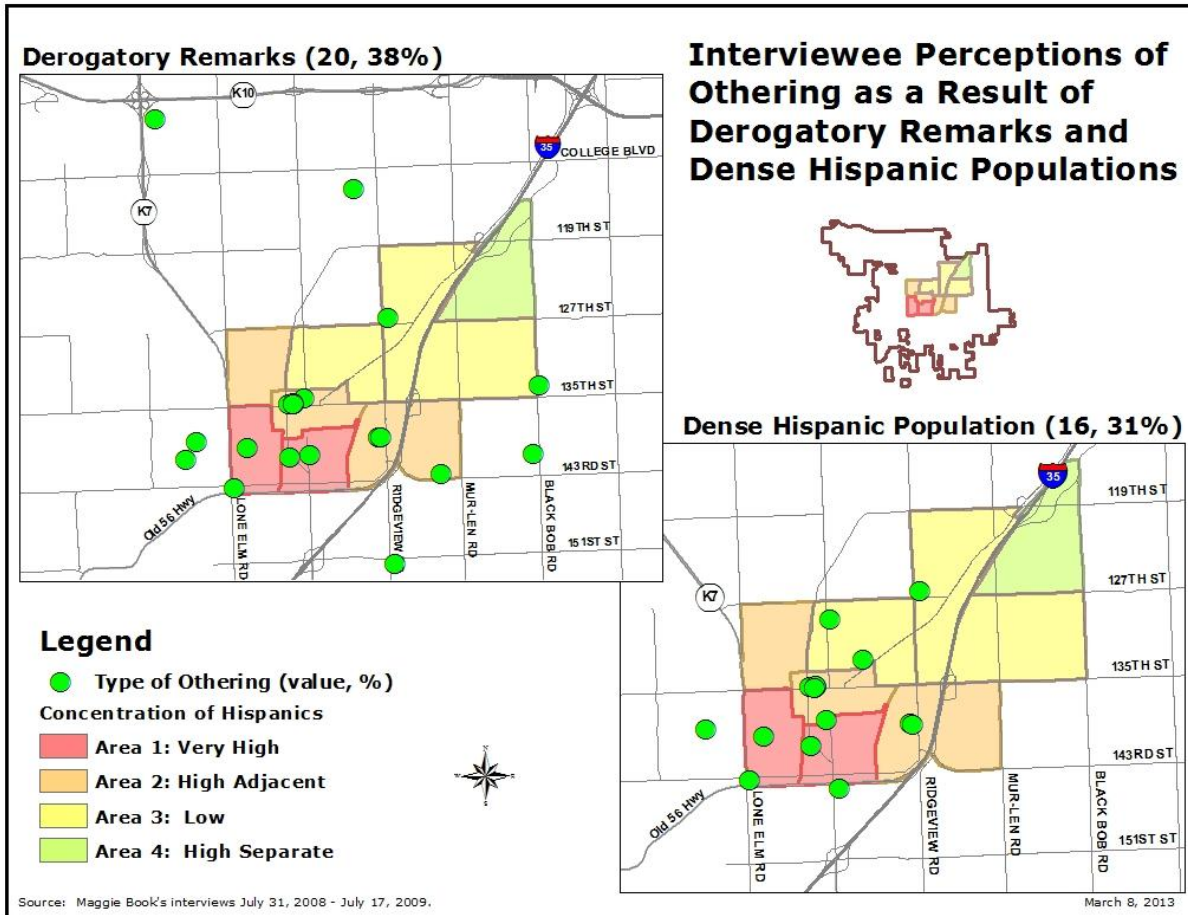 Derogatory Remarks (20, 38%)
Interviewee Perceptions of
Othering as a Result of
Derogatory Remarks and
Dense Hispanic Populations
K10
35
COLLEGE BLVD
K7
119TH ST
127TH ST
135TH ST
143RD ST
Old 56 Hwy
LONE ELM RD
RIDGEVIEW
MUR-LEN RD
BLACK BOB RD
151ST ST
Dense Hispanic Population (16, 31%)
35
119TH ST
K7
127TH ST
135TH ST
143RD ST
Old 56 Hwy
LONE ELM RD
RIDGEVIEW RD
MUR-LEN RD
BLACK BOB RD
151ST ST
Legend
Type of Othering (value, %)
Concentration of Hispanics
Area 1: Very High
Area 2: High Adjacent
Area 3: Low
Area 4: High Separate
N
W E
S
Source: Maggie Book's interviews July 31, 2008 - July 17, 2009.
March 8, 2013